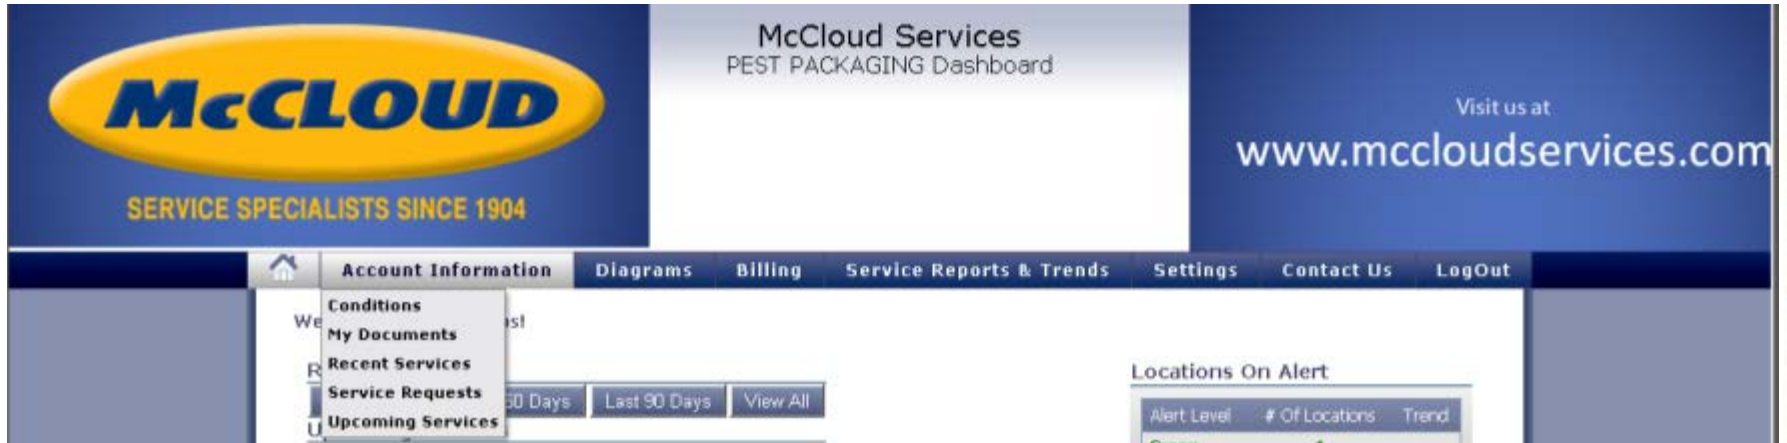 McCLOUD
SERVICE SPECIALISTS SINCE 1904
McCloud Services
PEST PACKAGING Dashboard
Visit us at
www.mccloudservices.com
Account Information Diagrams Billing Service Reports & Trends Settings Contact Us LogOut
Conditions
My Documents
Recent Services
Service Requests
Upcoming Services
Last 90 Days View All
Locations On Alert
Alert Level # Of Locations Trend